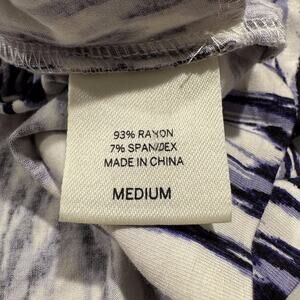 93% RAYON
7% SPANDEX
MADE IN CHINA
MEDIUM